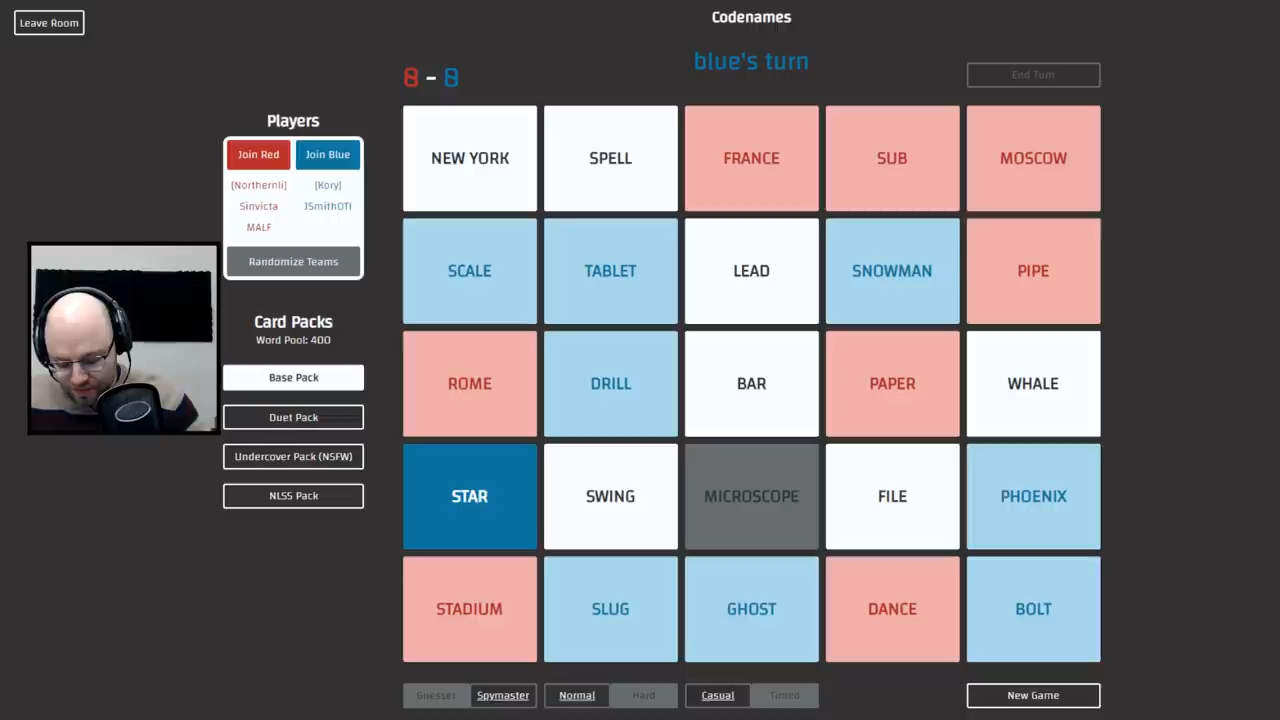 Leave Room
Codenames
blue's turn
8 - 8
End Turn
Players
Join Red
Join Blue
[Northernli]
[Kory]
Sinvicta
JSmithOTI
MALF
Randomize Teams
Card Packs
Word Pool: 400
Base Pack
Duet Pack
Undercover Pack (NSFW)
NLSS Pack
NEW YORK
SPELL
FRANCE
SUB
MOSCOW
SCALE
TABLET
LEAD
SNOWMAN
PIPE
ROME
DRILL
BAR
PAPER
WHALE
STAR
SWING
MICROSCOPE
FILE
PHOENIX
STADIUM
SLUG
GHOST
DANCE
BOLT
Guesser
Spymaster
Normal
Hard
Casual
Timed
New Game